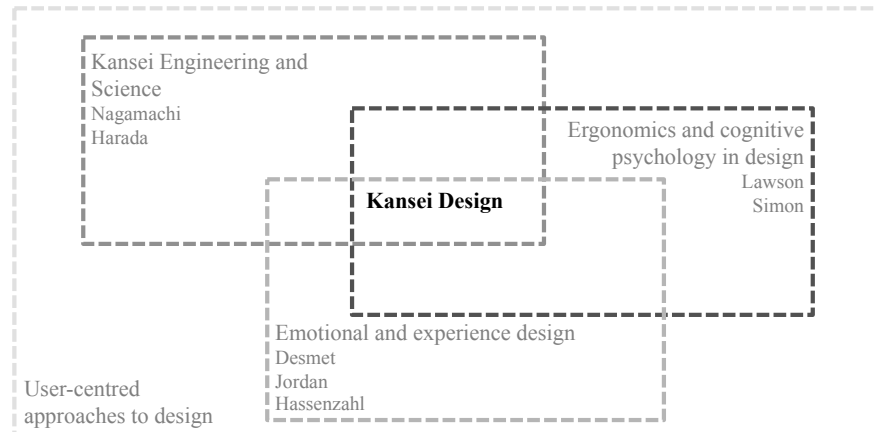 Kansei Engineering and
Science
Nagamachi
Harada
Ergonomics and cognitive
psychology in design
Lawson
Simon
Kansei Design
Emotional and experience design
Desmet
Jordan
Hassenzahl
User-centred
approaches to design